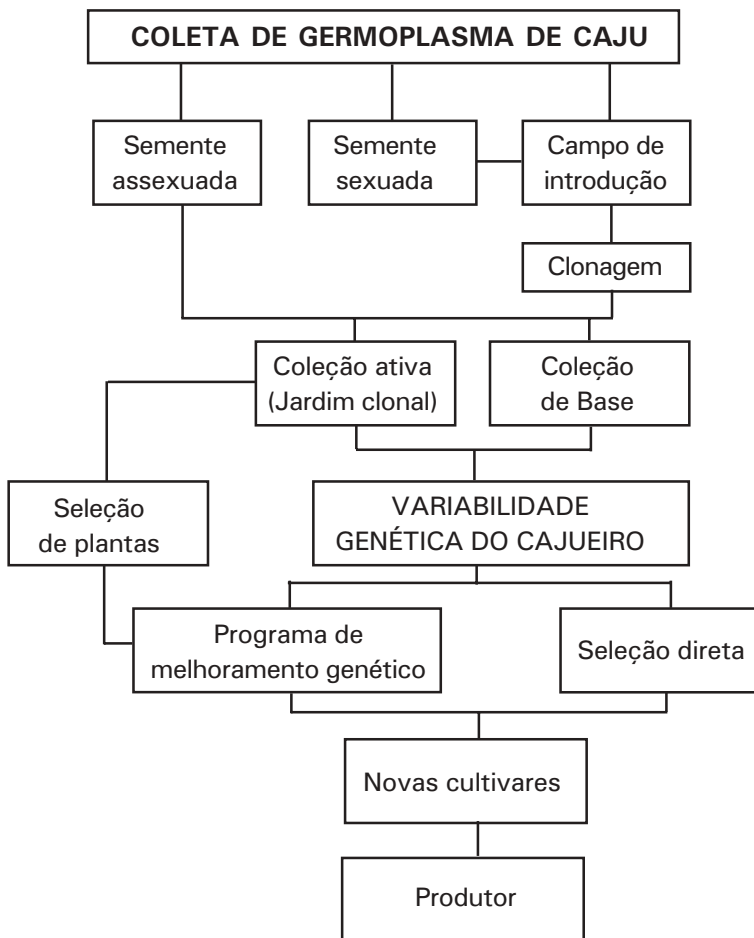 COLETA DE GERMOPLASMA DE CAJU
Semente
assexuada
Semente
sexuada
Campo de
introdução
Clonagem
Coleção ativa
(Jardim clonal)
Coleção
de Base
Seleção
de plantas
VARIABILIDADE
GENÉTICA DO CAJUEIRO
Programa de
melhoramento genético
Seleção direta
Novas cultivares
Produtor